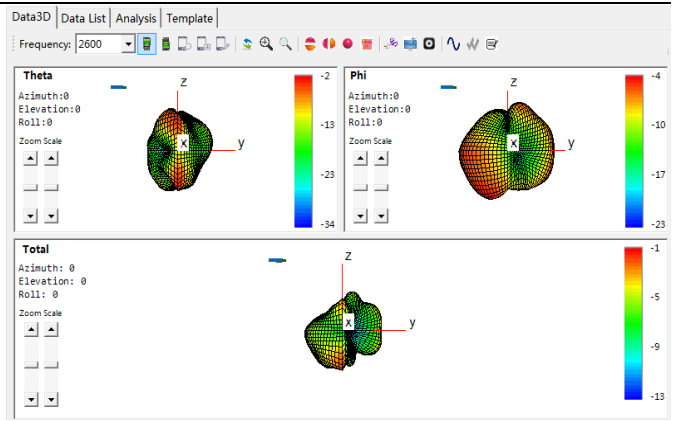 Data3D Data List Analysis Template
Frequency: 2600
Theta
Azimuth:0
Elevation:0
Roll:0
Zoom Scale
z
y
x
-2
-13
-23
-34
Phi
Azimuth:0
Elevation:0
Roll:0
Zoom Scale
z
y
x
-4
-10
-17
-23
Total
Azimuth: 0
Elevation: 0
Roll: 0
Zoom Scale
z
y
x
-1
-5
-9
-13